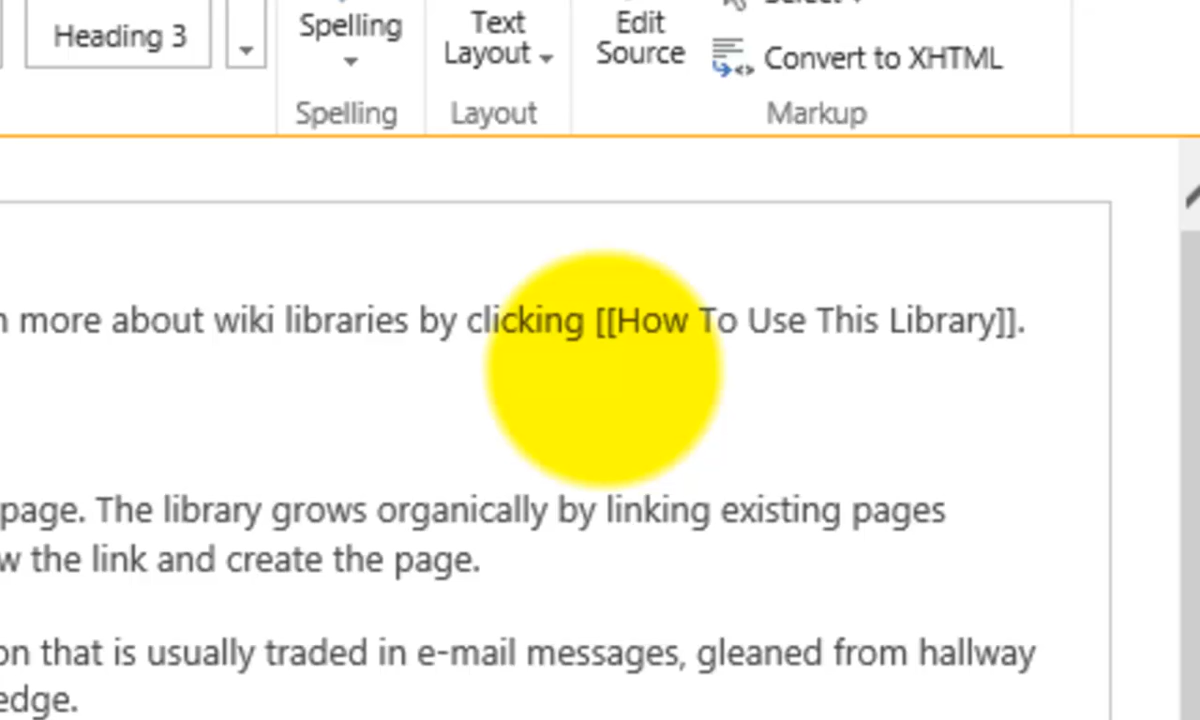 Heading 3
Spelling
Text Layout
Edit Source
Select
Convert to XHTML
Spelling
Layout
Markup
more about wiki libraries by clicking [[How To Use This Library]].
page. The library grows organically by linking existing pages
the link and create the page.
that is usually traded in e-mail messages, gleaned from hallway